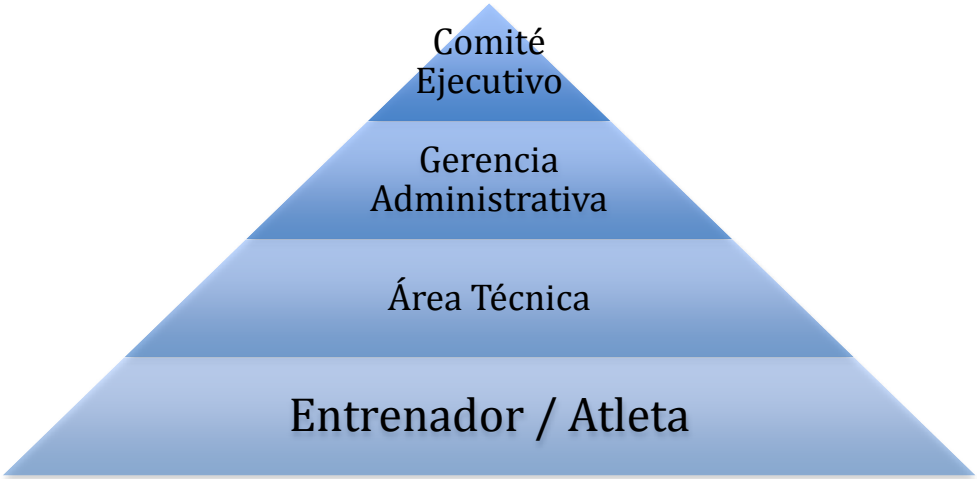 Comité
Ejecutivo
Gerencia
Administrativa
Área Técnica
Entrenador / Atleta